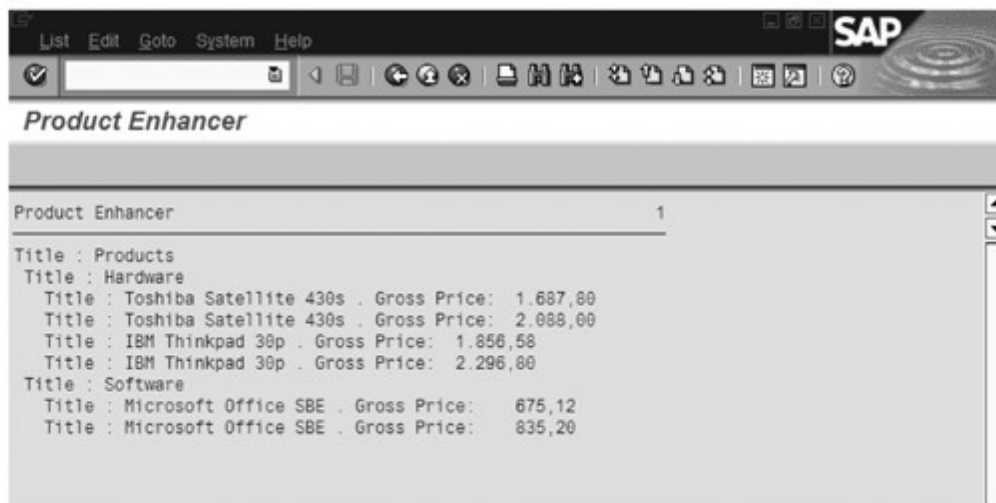 List Edit Goto System Help
SAP
Product Enhancer
Product Enhancer 1
Title : Products
Title : Hardware
Title : Toshiba Satellite 430s . Gross Price: 1.687,80
Title : Toshiba Satellite 430s . Gross Price: 2.088,00
Title : IBM Thinkpad 30p . Gross Price: 1.856,58
Title : IBM Thinkpad 30p . Gross Price: 2.296,80
Title : Software
Title : Microsoft Office SBE . Gross Price: 675,12
Title : Microsoft Office SBE . Gross Price: 835,20